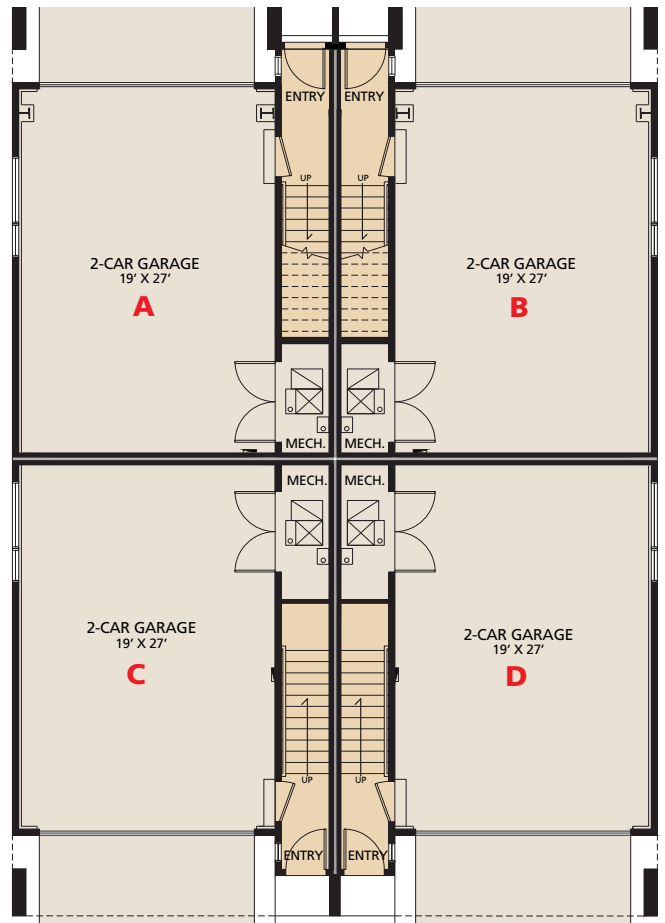 ENTRY ENTRY
UP UP
2-CAR GARAGE
19' X 27'
A
2-CAR GARAGE
19' X 27'
B
MECH. MECH.
MECH. MECH.
2-CAR GARAGE
19' X 27'
C
2-CAR GARAGE
19' X 27'
D
UP UP
ENTRY ENTRY